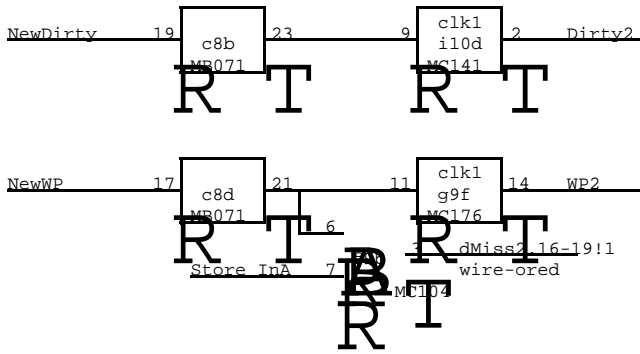 NewDirty 19 c8b MB071 23 9 clk1 i10d MC141 2 Dirty2
R T R T
NewWP 17 c8d MB071 21 11 clk1 g9f MC176 14 WP2
R T R T
6
3 dMiss2.16-19!1
Store InA 7 wire-ored
B MC104 T
R